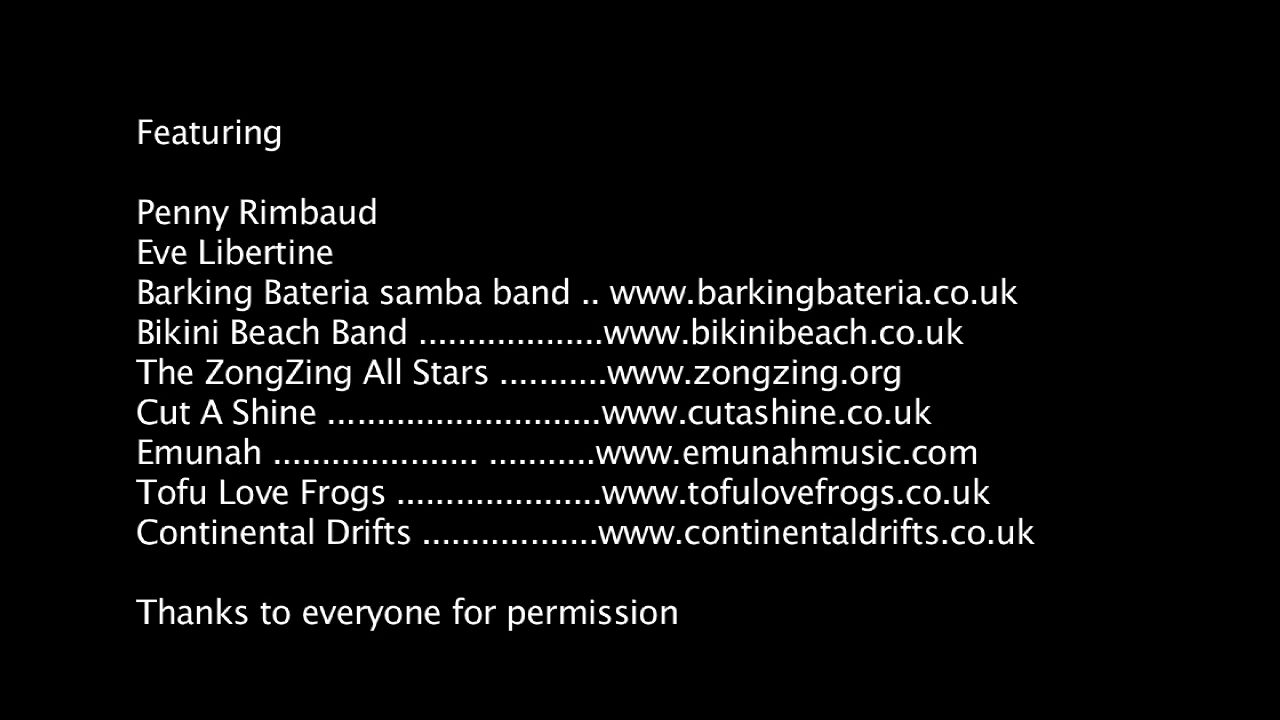 Featuring
Penny Rimbaud
Eve Libertine
Barking Bateria samba band .. www.barkingbateria.co.uk
Bikini Beach Band ...................www.bikinibeach.co.uk
The ZongZing All Stars ...........www.zongzing.org
Cut A Shine ............................www.cutashine.co.uk
Emunah ..................... ...........www.emunahmusic.com
Tofu Love Frogs .....................www.tofulovefrogs.co.uk
Continental Drifts ..................www.continentaldrifts.co.uk
Thanks to everyone for permission